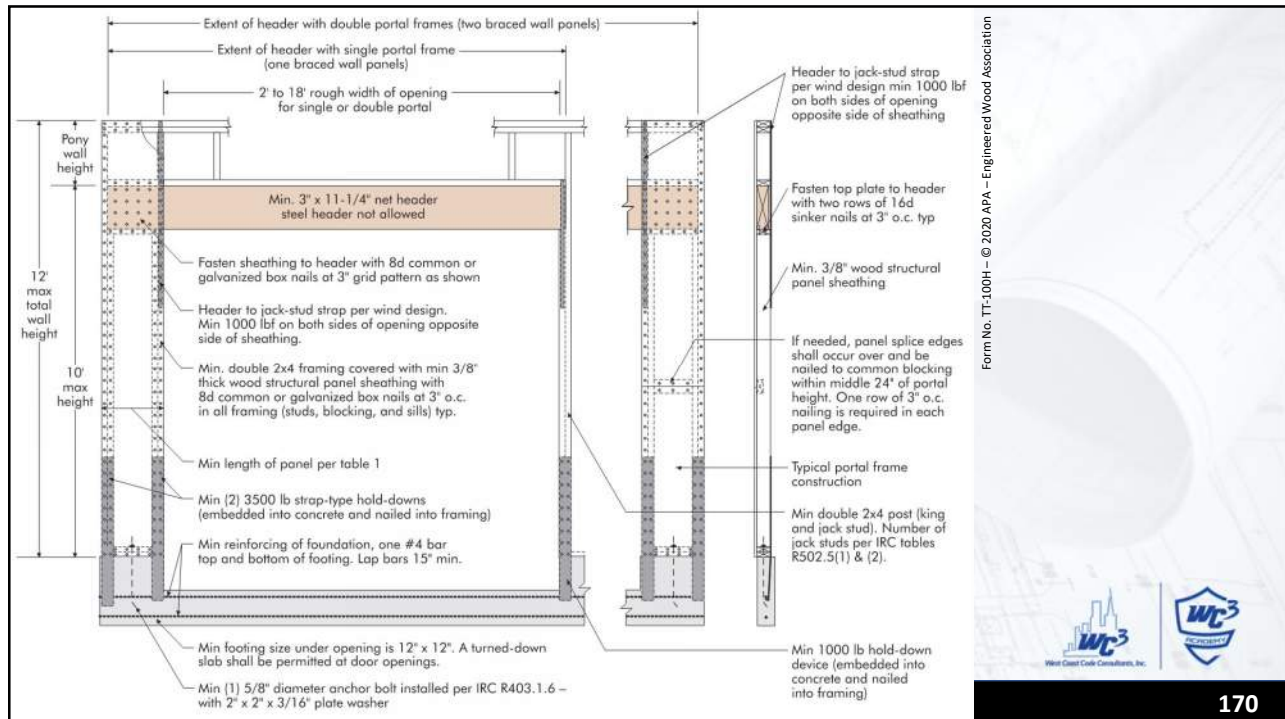 Extent of header with double portal frames (two braced wall panels)
Extent of header with single portal frame
(one braced wall panels)
2' to 18' rough width of opening
for single or double portal
Pony
wall
height
12'
max
total
wall
height
10'
max
height
Min. 3" x 11-1/4" net header
steel header not allowed
Fasten sheathing to header with 8d common or
galvanized box nails at 3" grid pattern as shown
Header to jack-stud strap per wind design.
Min 1000 lbf on both sides of opening opposite
side of sheathing.
Min. double 2x4 framing covered with min 3/8"
thick wood structural panel sheathing with
8d common or galvanized box nails at 3" o.c.
in all framing (studs, blocking, and sills) typ.
Min length of panel per table 1
Min (2) 3500 lb strap-type hold-downs
(embedded into concrete and nailed into framing)
Min reinforcing of foundation, one #4 bar
top and bottom of footing. Lap bars 15" min.
Min footing size under opening is 12" x 12". A turned-down
slab shall be permitted at door openings.
Min (1) 5/8" diameter anchor bolt installed per IRC R403.1.6 –
with 2" x 2" x 3/16" plate washer
Header to jack-stud strap
per wind design min 1000 lbf
on both sides of opening
opposite side of sheathing
Fasten top plate to header
with two rows of 16d
sinker nails at 3" o.c. typ
Min. 3/8" wood structural
panel sheathing
If needed, panel splice edges
shall occur over and be
nailed to common blocking
within middle 24" of portal
height. One row of 3" o.c.
nailing is required in each
panel edge.
Typical portal frame
construction
Min double 2x4 post (king
and jack stud). Number of
jack studs per IRC tables
R502.5(1) & (2).
Min 1000 lb hold-down
device (embedded into
concrete and nailed
into framing)
Form No. TT-100H – © 2020 APA – Engineered Wood Association
WC3
West Coast Code Consultants, Inc.
WC3
ACADEMY
170